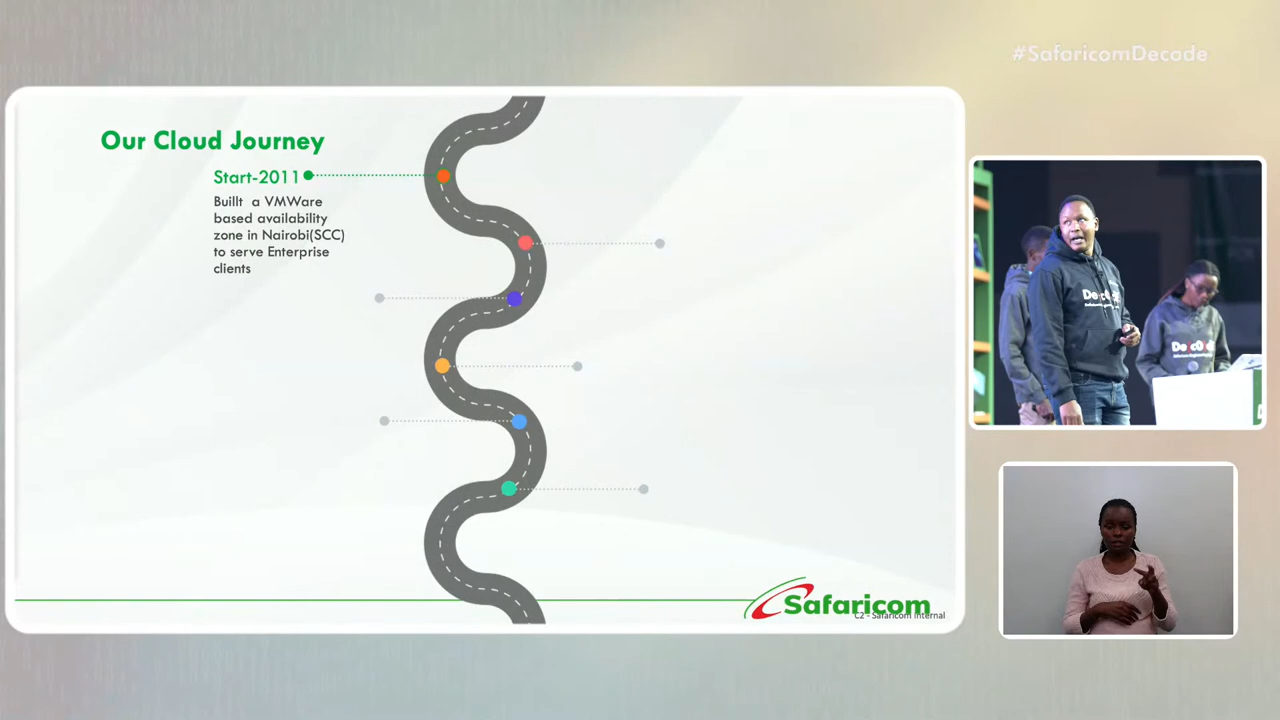 #SafaricomDecode
Our Cloud Journey
Start-2011
Buillt a VMWare
based availability
zone in Nairobi(SCC)
to serve Enterprise
clients
Safaricom
C2 - Safaricom Internal